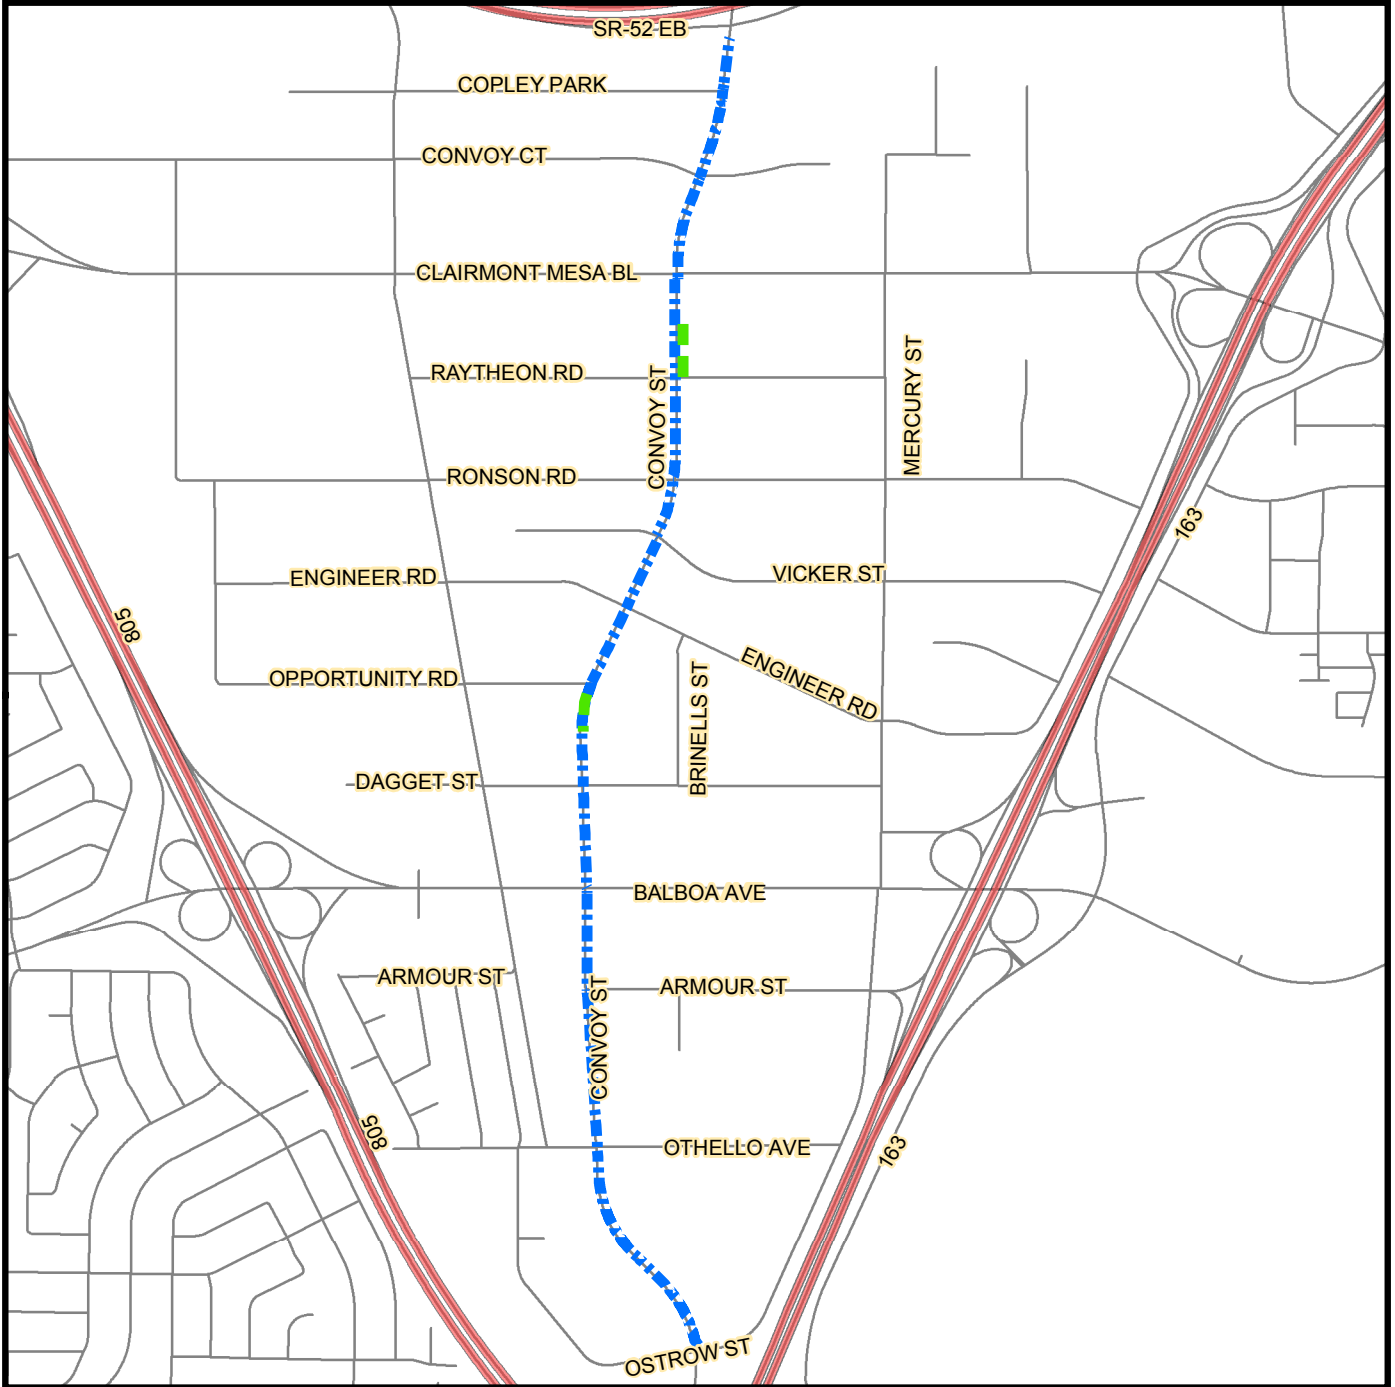 SR-52 EB
COPLEY PARK
CONVOY CT
CLAIRMONT MESA BL
RAYTHEON RD
CONVOY ST
MERCURY ST
RONSON RD
163
ENGINEER RD
VICKER ST
805
OPPORTUNITY RD
ENGINEER RD
BRINELLS ST
DAGGET ST
BALBOA AVE
ARMOUR ST
ARMOUR ST
CONVOY ST
805
OTHELLO AVE
163
OSTROW ST